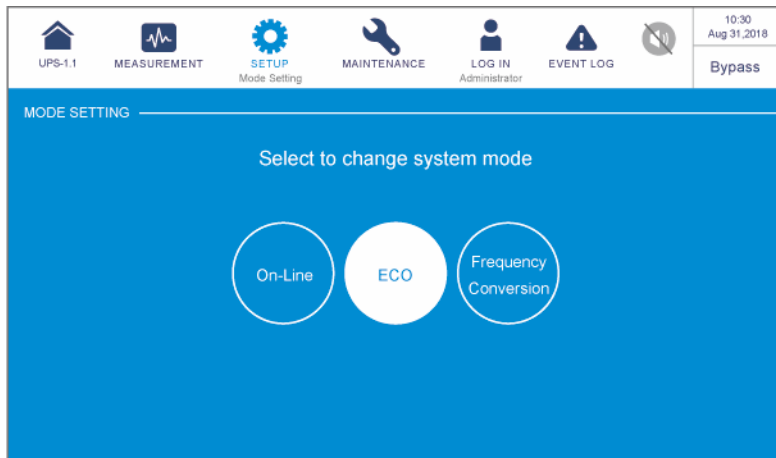 10:30
Aug 31,2018
UPS-1.1
MEASUREMENT
SETUP
Mode Setting
MAINTENANCE
LOG IN
Administrator
EVENT LOG
Bypass
MODE SETTING
Select to change system mode
On-Line
ECO
Frequency
Conversion